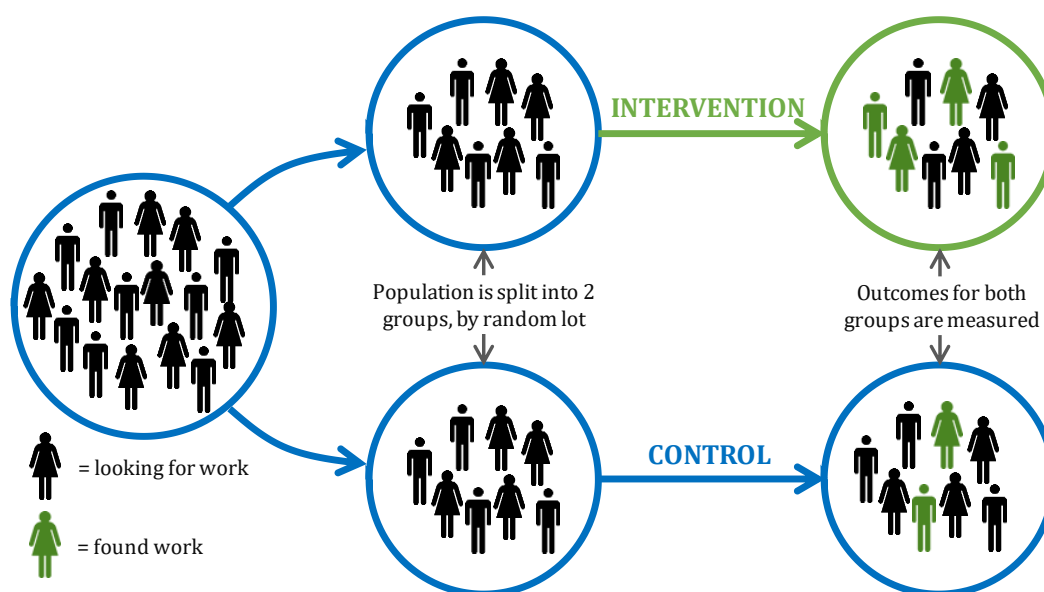 INTERVENTION
Population is split into 2
groups, by random lot
Outcomes for both
groups are measured
CONTROL
= looking for work
= found work